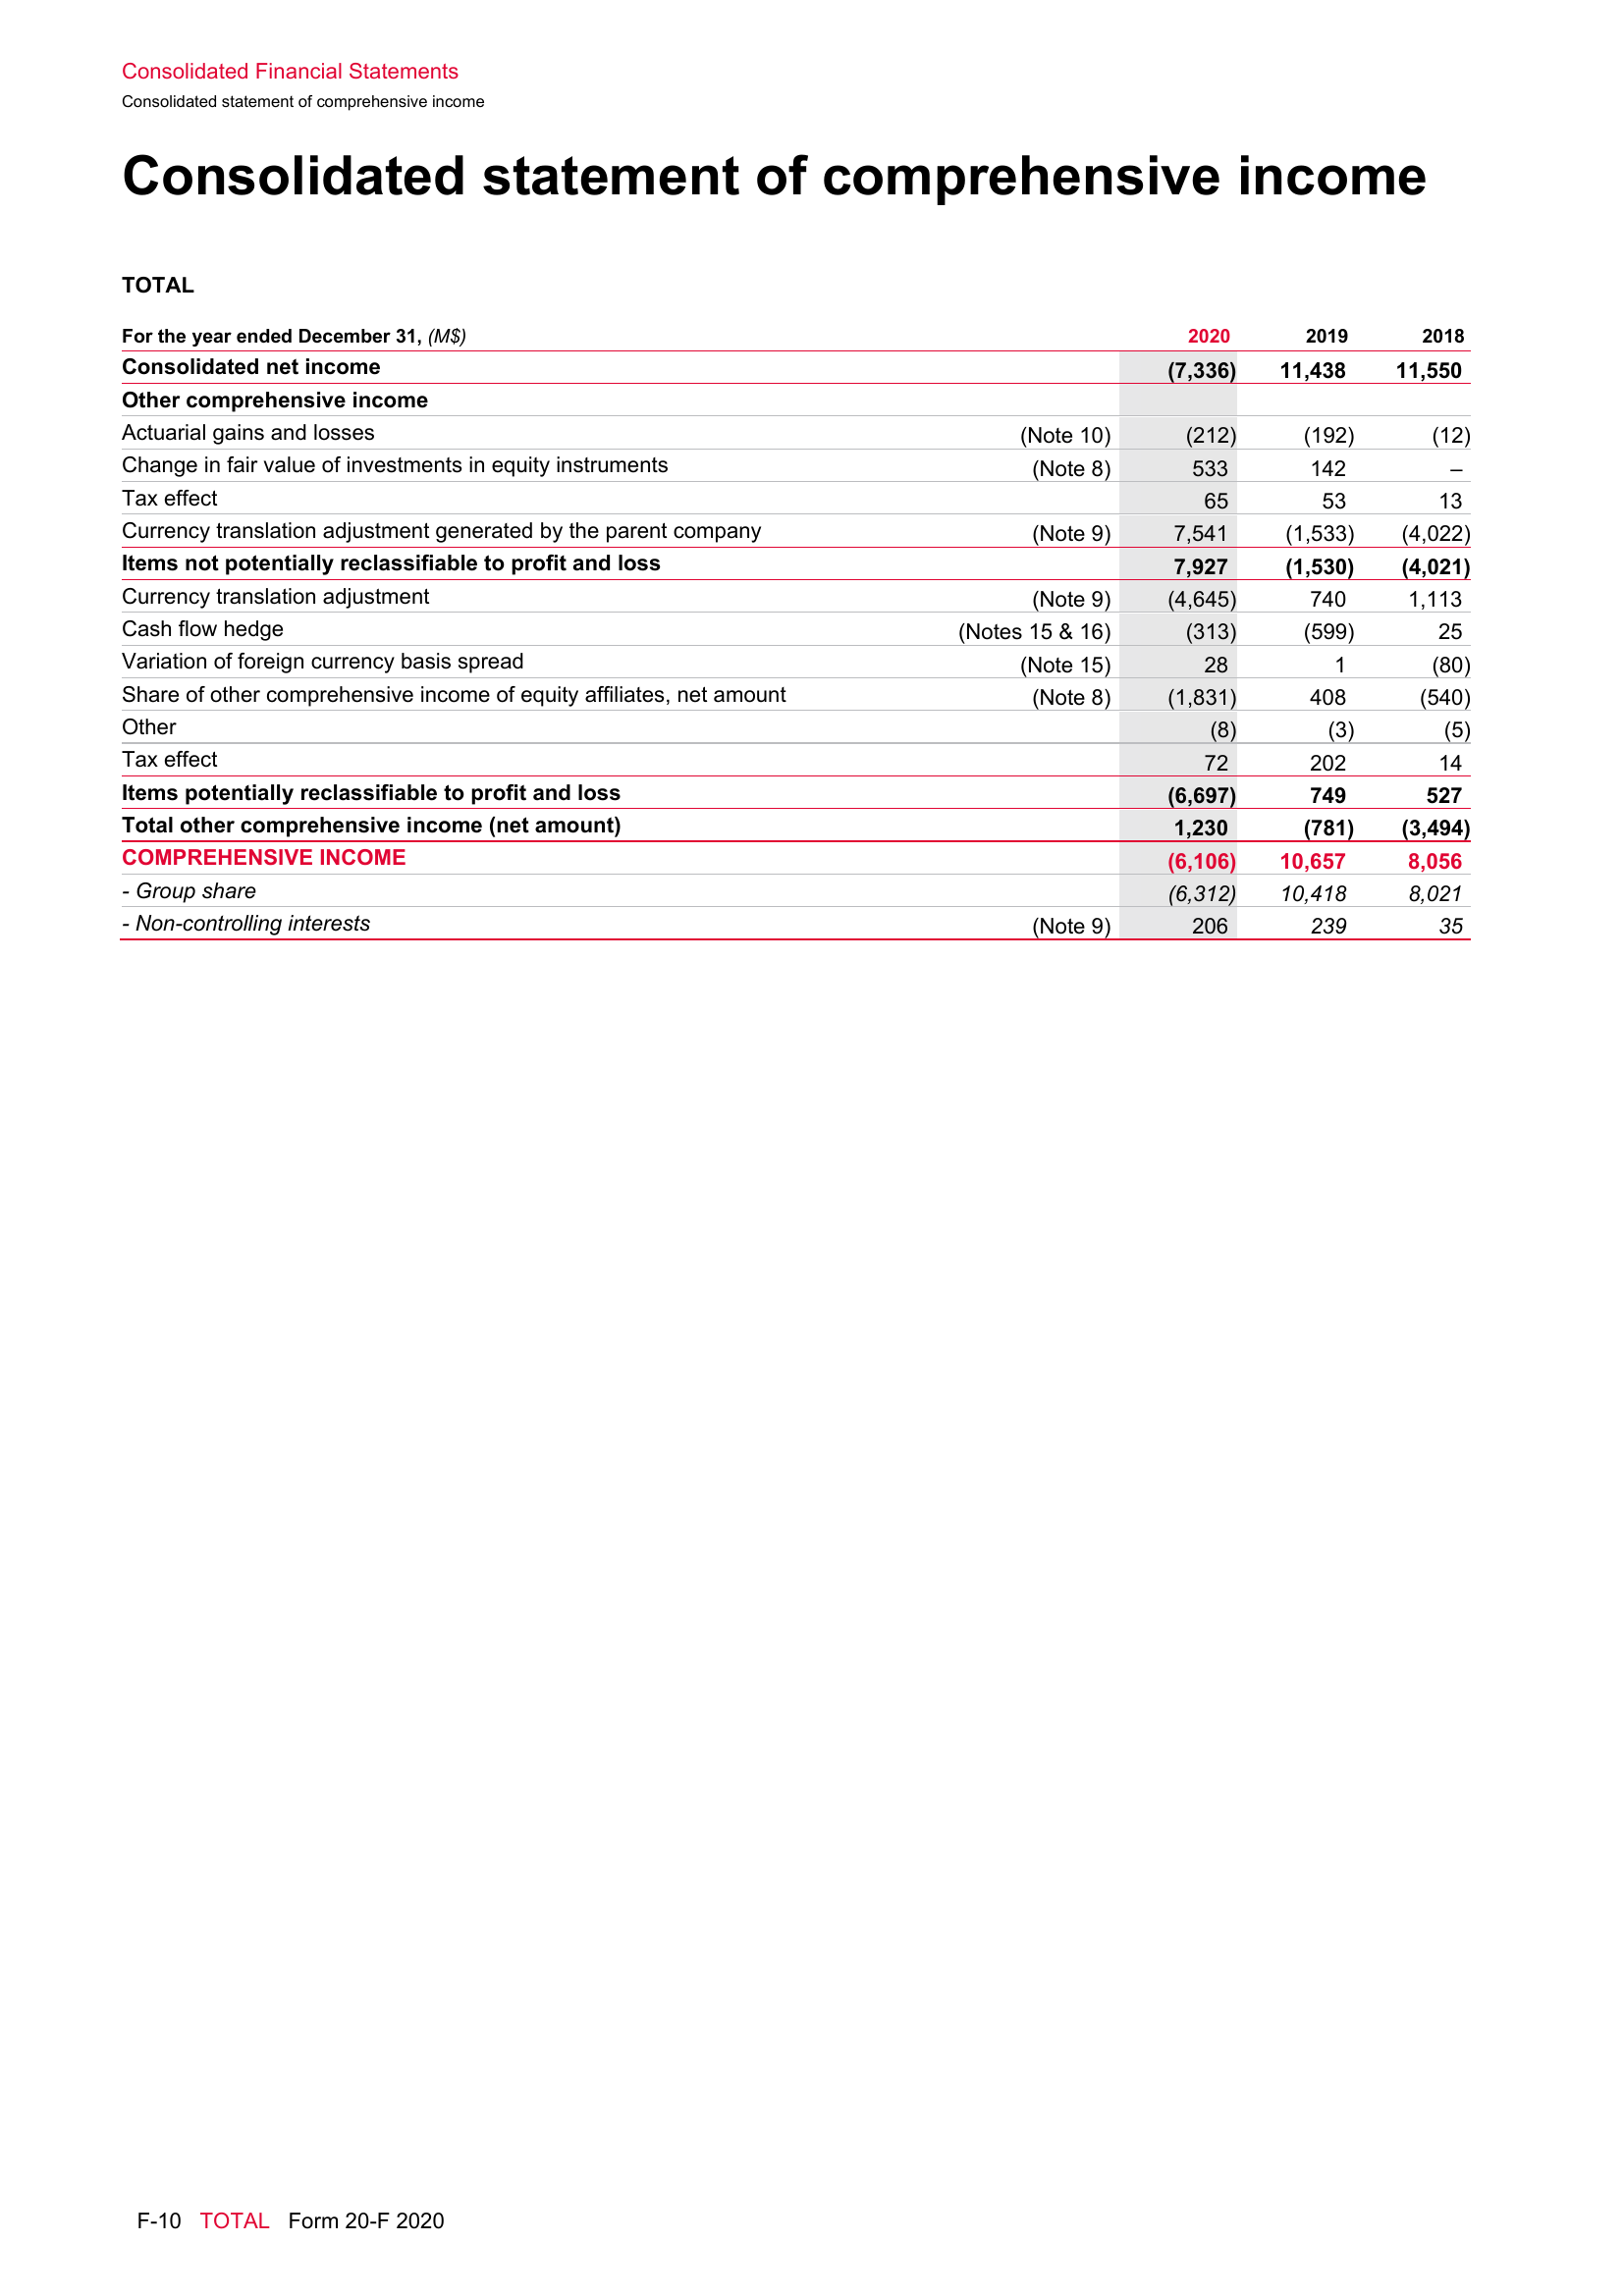 Consolidated Financial Statements
Consolidated statement of comprehensive income
Consolidated statement of comprehensive income
TOTAL
For the year ended December 31, (M$) 2020 2019 2018
Consolidated net income (7,336) 11,438 11,550
Other comprehensive income
Actuarial gains and losses (Note 10) (212) (192) (12)
Change in fair value of investments in equity instruments (Note 8) 533 142 –
Tax effect 65 53 13
Currency translation adjustment generated by the parent company (Note 9) 7,541 (1,533) (4,022)
Items not potentially reclassifiable to profit and loss 7,927 (1,530) (4,021)
Currency translation adjustment (Note 9) (4,645) 740 1,113
Cash flow hedge (Notes 15 & 16) (313) (599) 25
Variation of foreign currency basis spread (Note 15) 28 1 (80)
Share of other comprehensive income of equity affiliates, net amount (Note 8) (1,831) 408 (540)
Other (8) (3) (5)
Tax effect 72 202 14
Items potentially reclassifiable to profit and loss (6,697) 749 527
Total other comprehensive income (net amount) 1,230 (781) (3,494)
COMPREHENSIVE INCOME (6,106) 10,657 8,056
- Group share (6,312) 10,418 8,021
- Non-controlling interests (Note 9) 206 239 35
F-10 TOTAL Form 20-F 2020